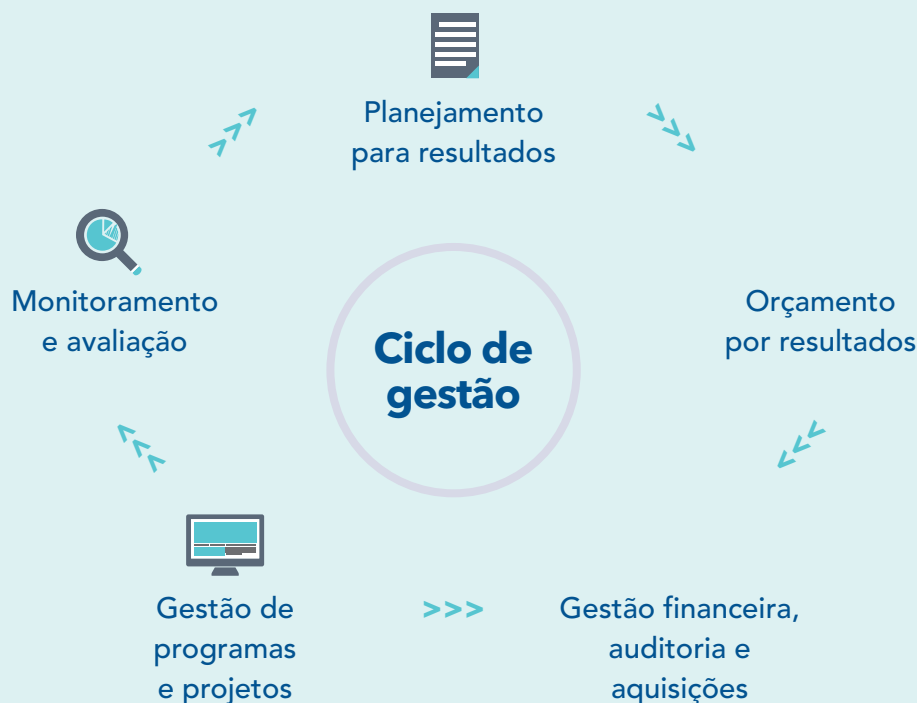 Planejamento
para resultados
Monitoramento
e avaliação
Orçamento
por resultados
Ciclo de
gestão
Gestão de
programas
e projetos
>>>
Gestão financeira,
auditoria e
aquisições